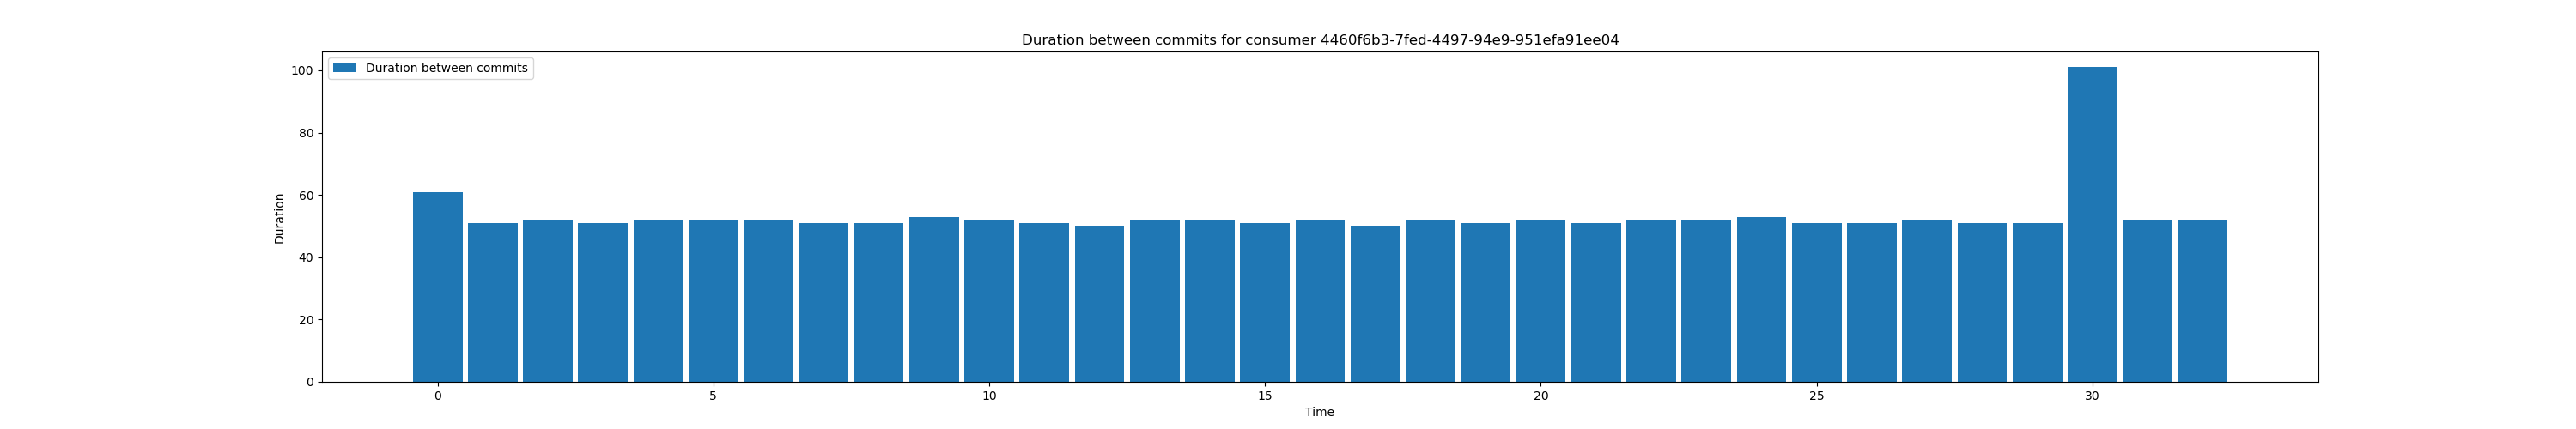 Duration between commits for consumer 4460f6b3-7fed-4497-94e9-951efa91ee04
Duration between commits
100
80
60
40
20
0
Duration
0 5 10 15 20 25 30
Time